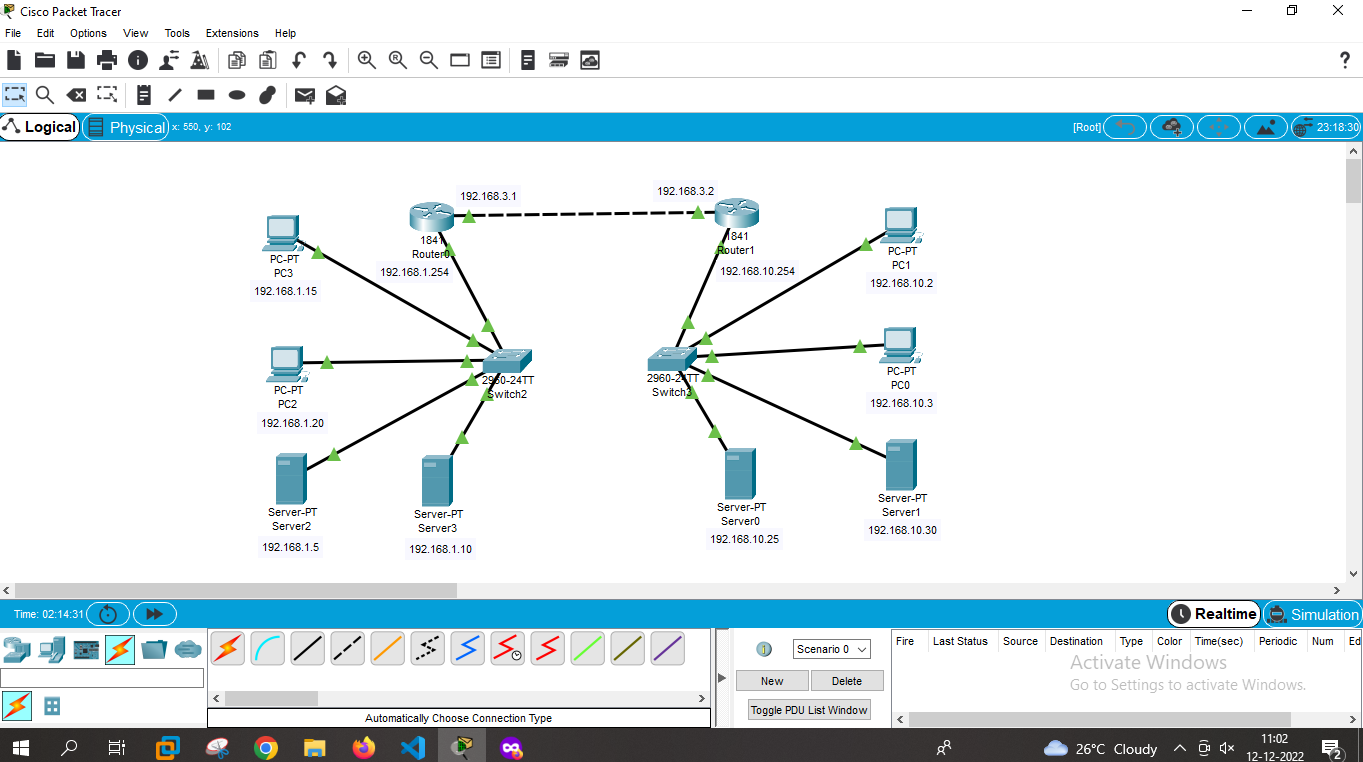 Cisco Packet Tracer
File Edit Options View Tools Extensions Help
?
Logical Physical x: 550, y: 102 [Root] 23:18:30
192.168.3.1 192.168.3.2
1841
Router0
192.168.1.254
1841
Router1
192.168.10.254
PC-PT
PC3
192.168.1.15
PC-PT
PC1
192.168.10.2
PC-PT
PC2
192.168.1.20
2960-24TT
Switch2
2960-24TT
Switch3
PC-PT
PC0
192.168.10.3
Server-PT
Server2
192.168.1.5
Server-PT
Server3
192.168.1.10
Server-PT
Server0
192.168.10.25
Server-PT
Server1
192.168.10.30
Time: 02:14:31 Realtime Simulation
Scenario 0
New Delete
Toggle PDU List Window
Fire Last Status Source Destination Type Color Time(sec) Periodic Num Ed
Activate Windows
Go to Settings to activate Windows.
Automatically Choose Connection Type
26°C Cloudy
11:02
12-12-2022
2